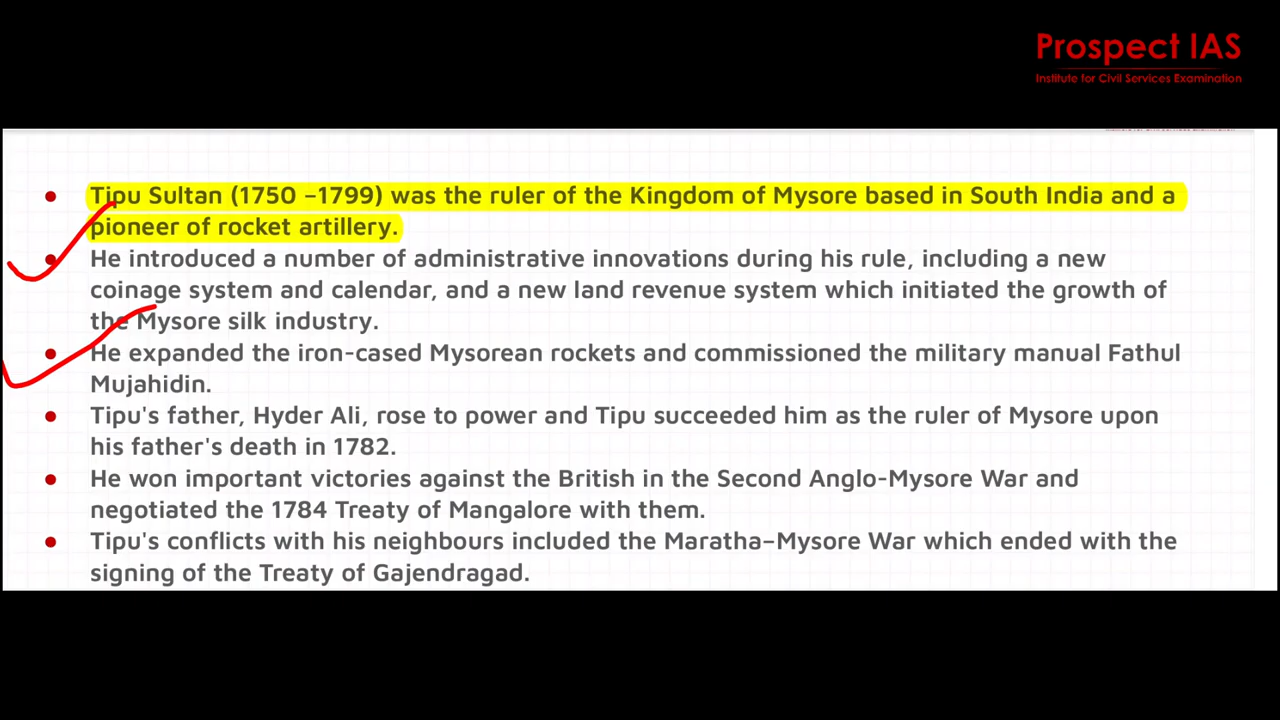 Prospect IAS
Institute for Civil Services Examination
Tipu Sultan (1750 –1799) was the ruler of the Kingdom of Mysore based in South India and a
pioneer of rocket artillery.
He introduced a number of administrative innovations during his rule, including a new
coinage system and calendar, and a new land revenue system which initiated the growth of
the Mysore silk industry.
He expanded the iron-cased Mysorean rockets and commissioned the military manual Fathul
Mujahidin.
Tipu's father, Hyder Ali, rose to power and Tipu succeeded him as the ruler of Mysore upon
his father's death in 1782.
He won important victories against the British in the Second Anglo-Mysore War and
negotiated the 1784 Treaty of Mangalore with them.
Tipu's conflicts with his neighbours included the Maratha–Mysore War which ended with the
signing of the Treaty of Gajendragad.